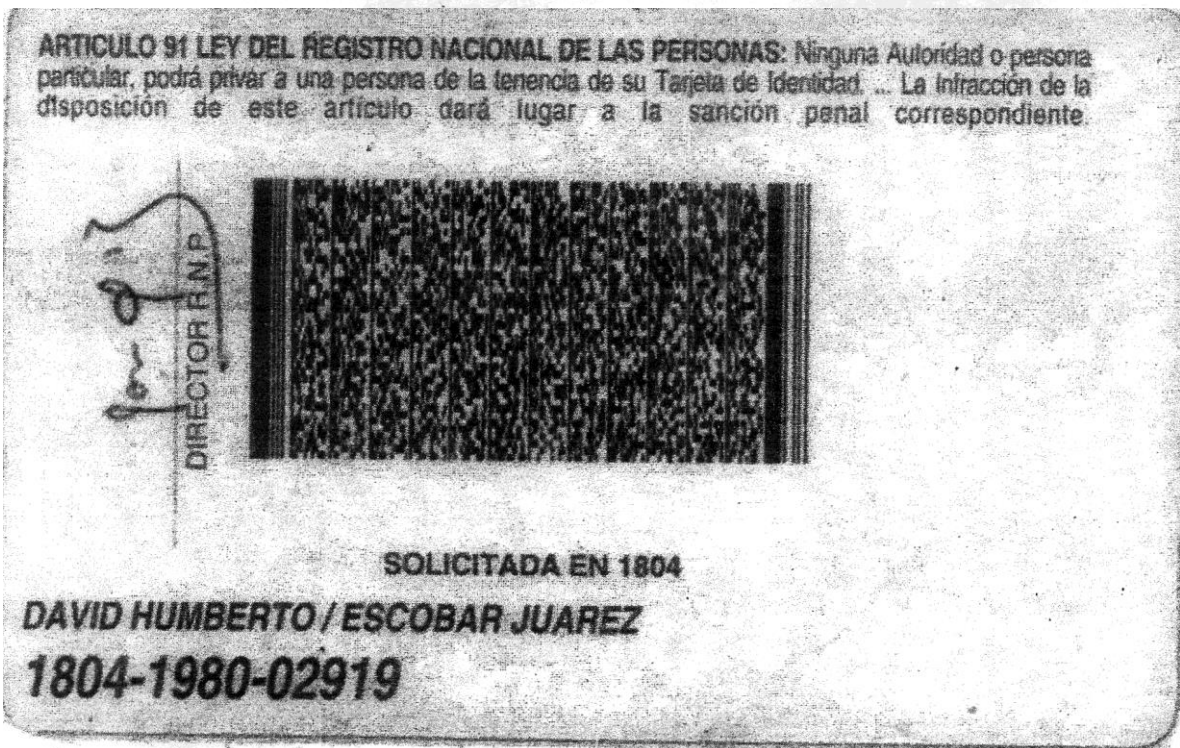 ARTICULO 91 LEY DEL REGISTRO NACIONAL DE LAS PERSONAS: Ninguna Autoridad o persona
particular, podrá privar a una persona de la tenencia de su Tarjeta de Identidad. ... La Infracción de la
disposición de este artículo dará lugar a la sanción penal correspondiente.
DIRECTOR R.N.P.
SOLICITADA EN 1804
DAVID HUMBERTO / ESCOBAR JUAREZ
1804-1980-02919